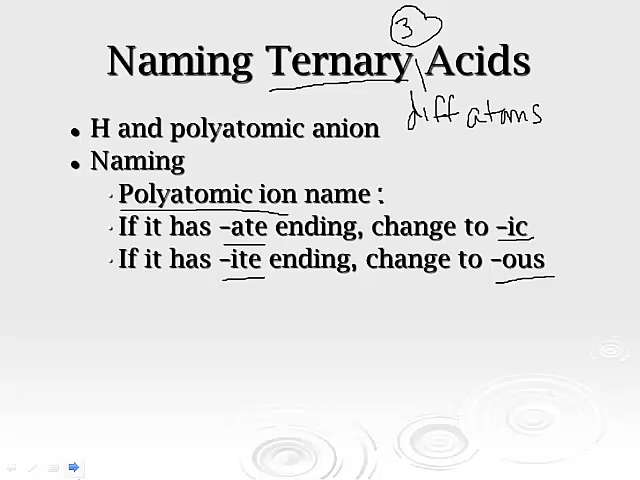 3
Naming Ternary Acids
diff atoms
• H and polyatomic anion
• Naming
· Polyatomic ion name :
· If it has –ate ending, change to –ic
· If it has –ite ending, change to –ous